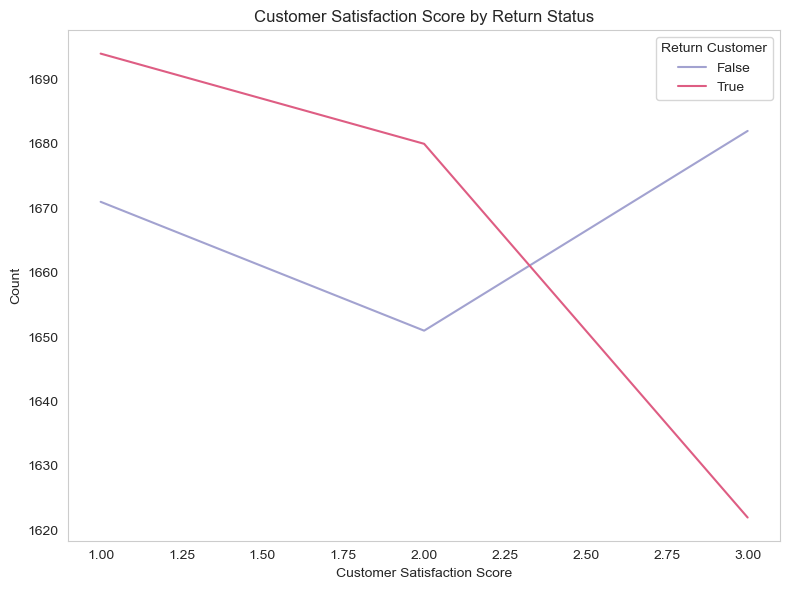 Customer Satisfaction Score by Return Status
Return Customer
False
True
Count
1690
1680
1670
1660
1650
1640
1630
1620
1.00 1.25 1.50 1.75 2.00 2.25 2.50 2.75 3.00
Customer Satisfaction Score